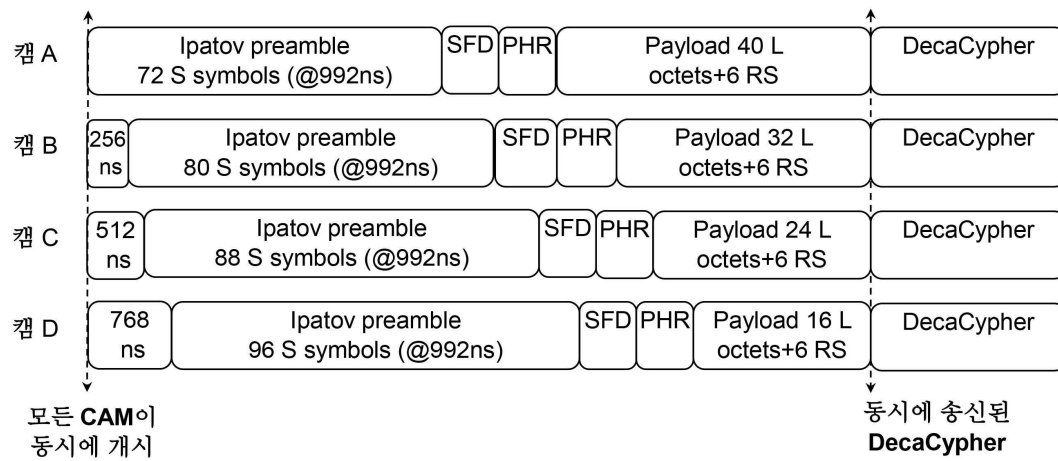 캠 A
Ipatov preamble
72 S symbols (@992ns)
SFD
PHR
Payload 40 L
octets+6 RS
DecaCypher
캠 B
256
ns
Ipatov preamble
80 S symbols (@992ns)
SFD
PHR
Payload 32 L
octets+6 RS
DecaCypher
캠 C
512
ns
Ipatov preamble
88 S symbols (@992ns)
SFD
PHR
Payload 24 L
octets+6 RS
DecaCypher
캠 D
768
ns
Ipatov preamble
96 S symbols (@992ns)
SFD
PHR
Payload 16 L
octets+6 RS
DecaCypher
모든 CAM이
동시에 개시
동시에 송신된
DecaCypher